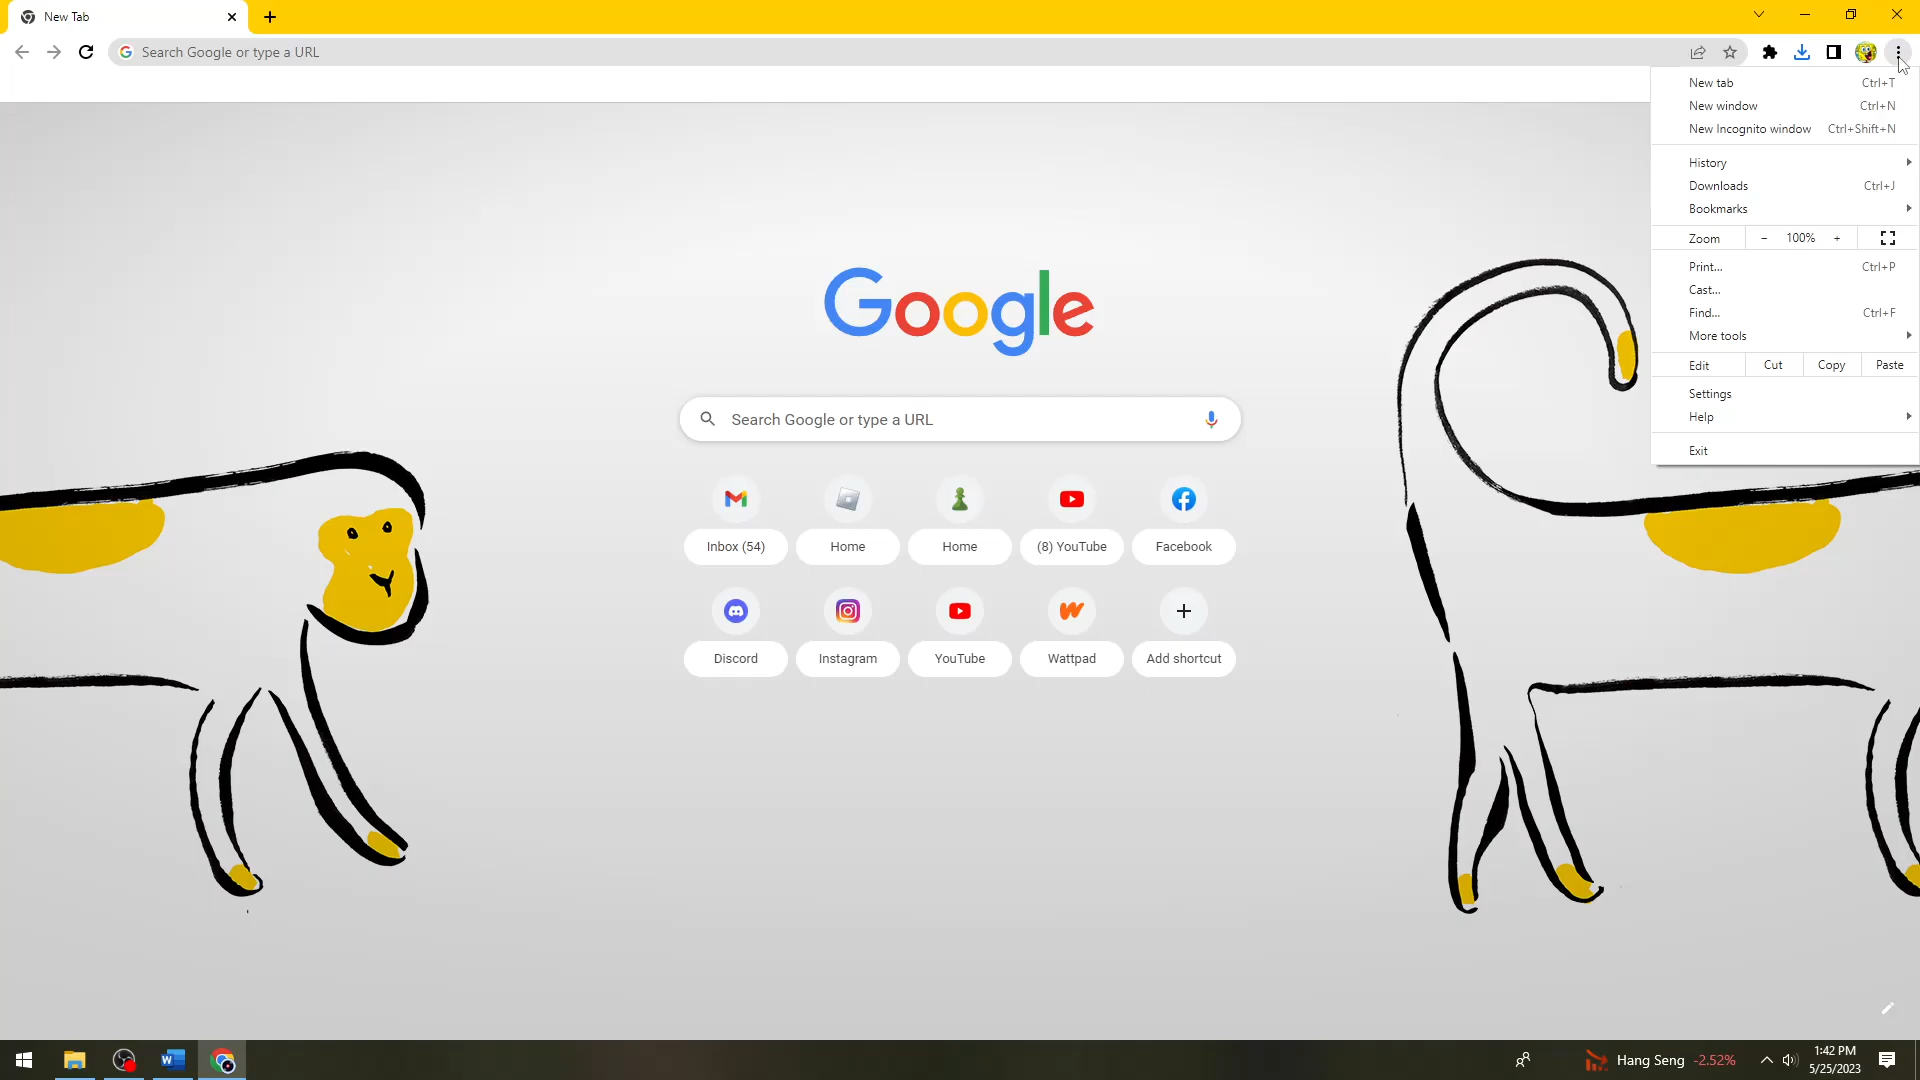 New Tab
Search Google or type a URL
New tab Ctrl+T
New window Ctrl+N
New Incognito window Ctrl+Shift+N
History
Downloads Ctrl+J
Bookmarks
Zoom - 100% +
Print... Ctrl+P
Cast...
Find... Ctrl+F
More tools
Edit Cut Copy Paste
Settings
Help
Exit
Google
Search Google or type a URL
Inbox (54) Home Home (8) YouTube Facebook
Discord Instagram YouTube Wattpad Add shortcut
Hang Seng -2.52%
1:42 PM
5/25/2023